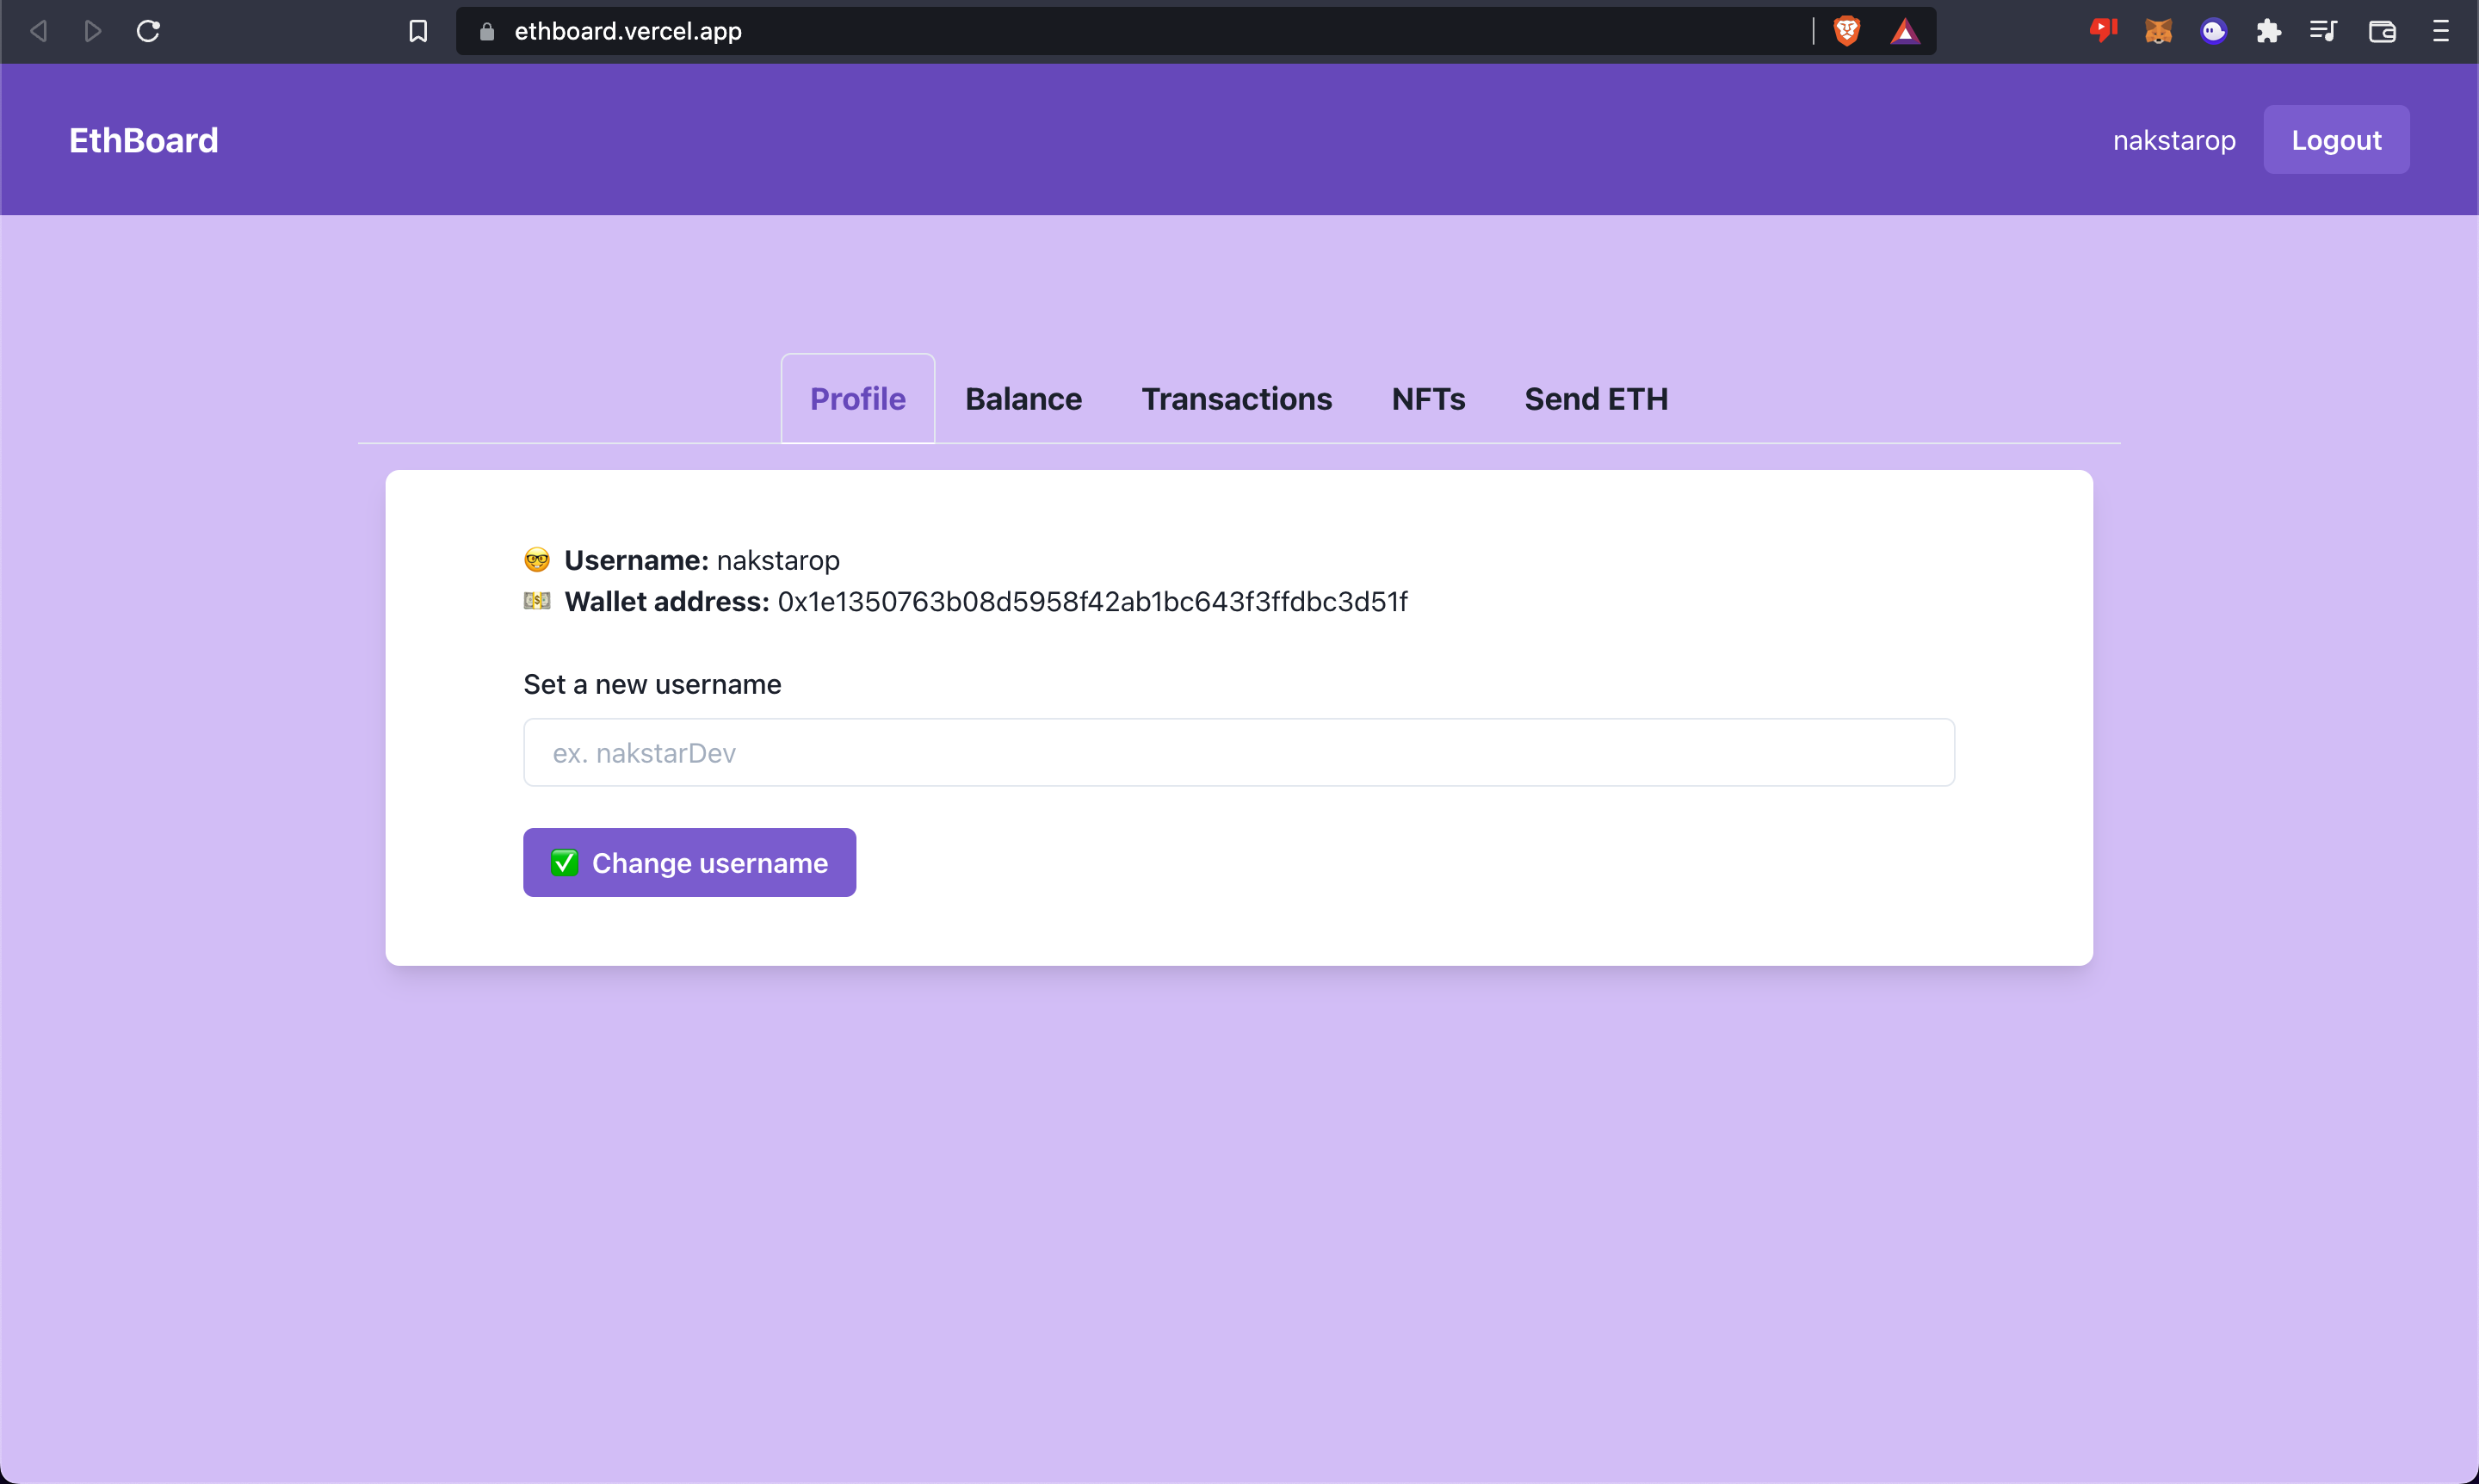 ethboard.vercel.app
EthBoard
nakstarop
Logout
Profile
Balance
Transactions
NFTs
Send ETH
🤓 Username: nakstarop
💵 Wallet address: 0x1e1350763b08d5958f42ab1bc643f3ffdbc3d51f
Set a new username
ex. nakstarDev
✅ Change username